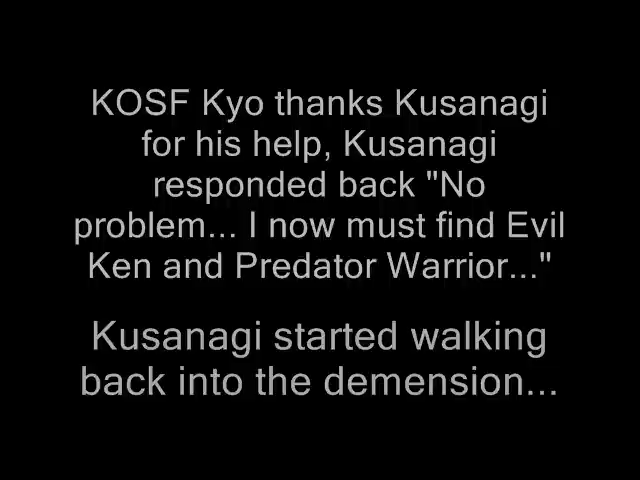 KOSF Kyo thanks Kusanagi
for his help, Kusanagi
responded back "No
problem... I now must find Evil
Ken and Predator Warrior..."
Kusanagi started walking
back into the demension...